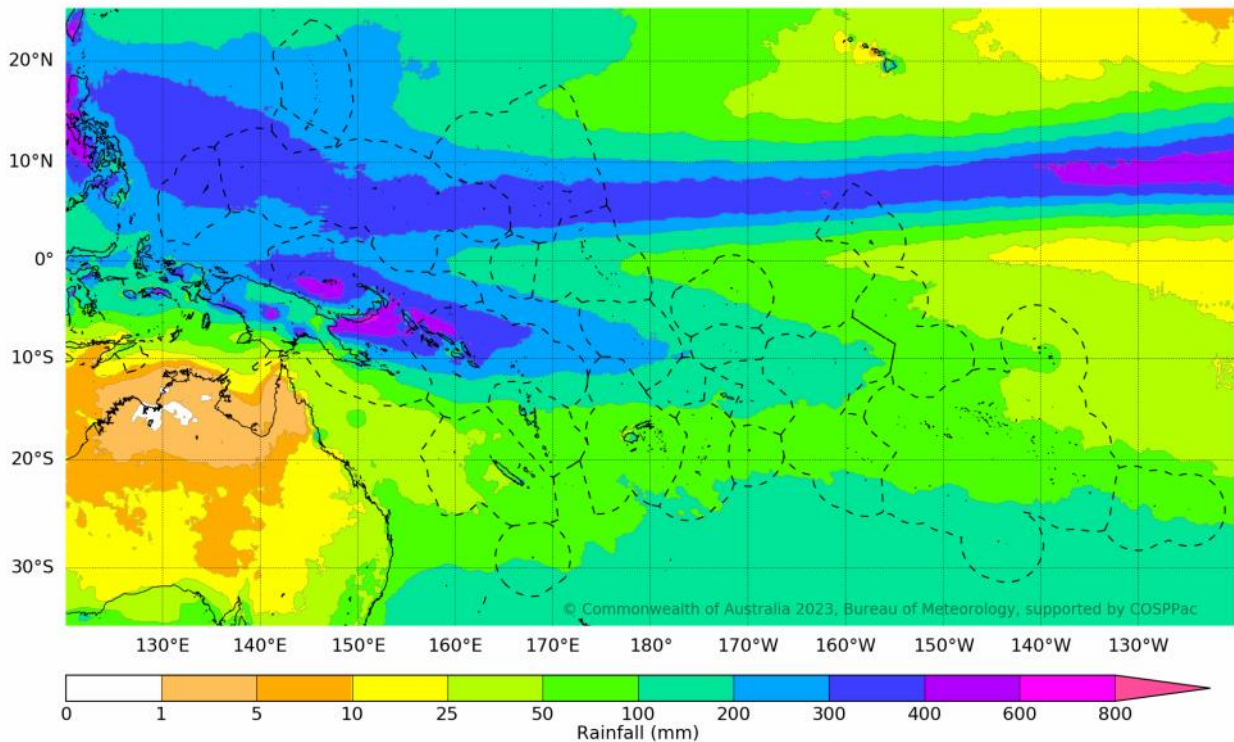 20°N
10°N
0°
10°S
20°S
30°S
© Commonwealth of Australia 2023, Bureau of Meteorology, supported by COSPPac
130°E 140°E 150°E 160°E 170°E 180° 170°W 160°W 150°W 140°W 130°W
0 1 5 10 25 50 100 200 300 400 600 800
Rainfall (mm)